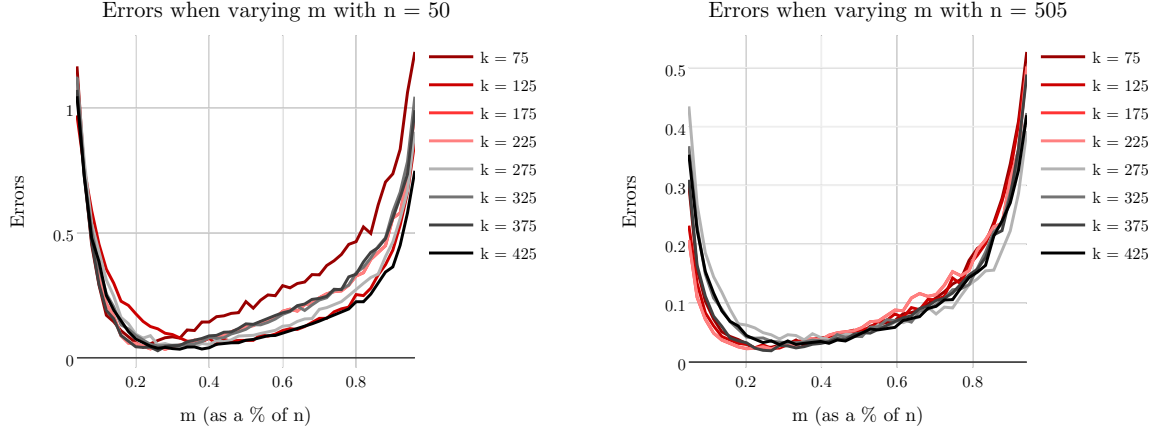 Errors when varying m with n = 50
1
0.5
0
0.2
0.4
0.6
0.8
Errors
m (as a % of n)
k = 75
k = 125
k = 175
k = 225
k = 275
k = 325
k = 375
k = 425
Errors when varying m with n = 505
0.5
0.4
0.3
0.2
0.1
0
0.2
0.4
0.6
0.8
Errors
m (as a % of n)
k = 75
k = 125
k = 175
k = 225
k = 275
k = 325
k = 375
k = 425